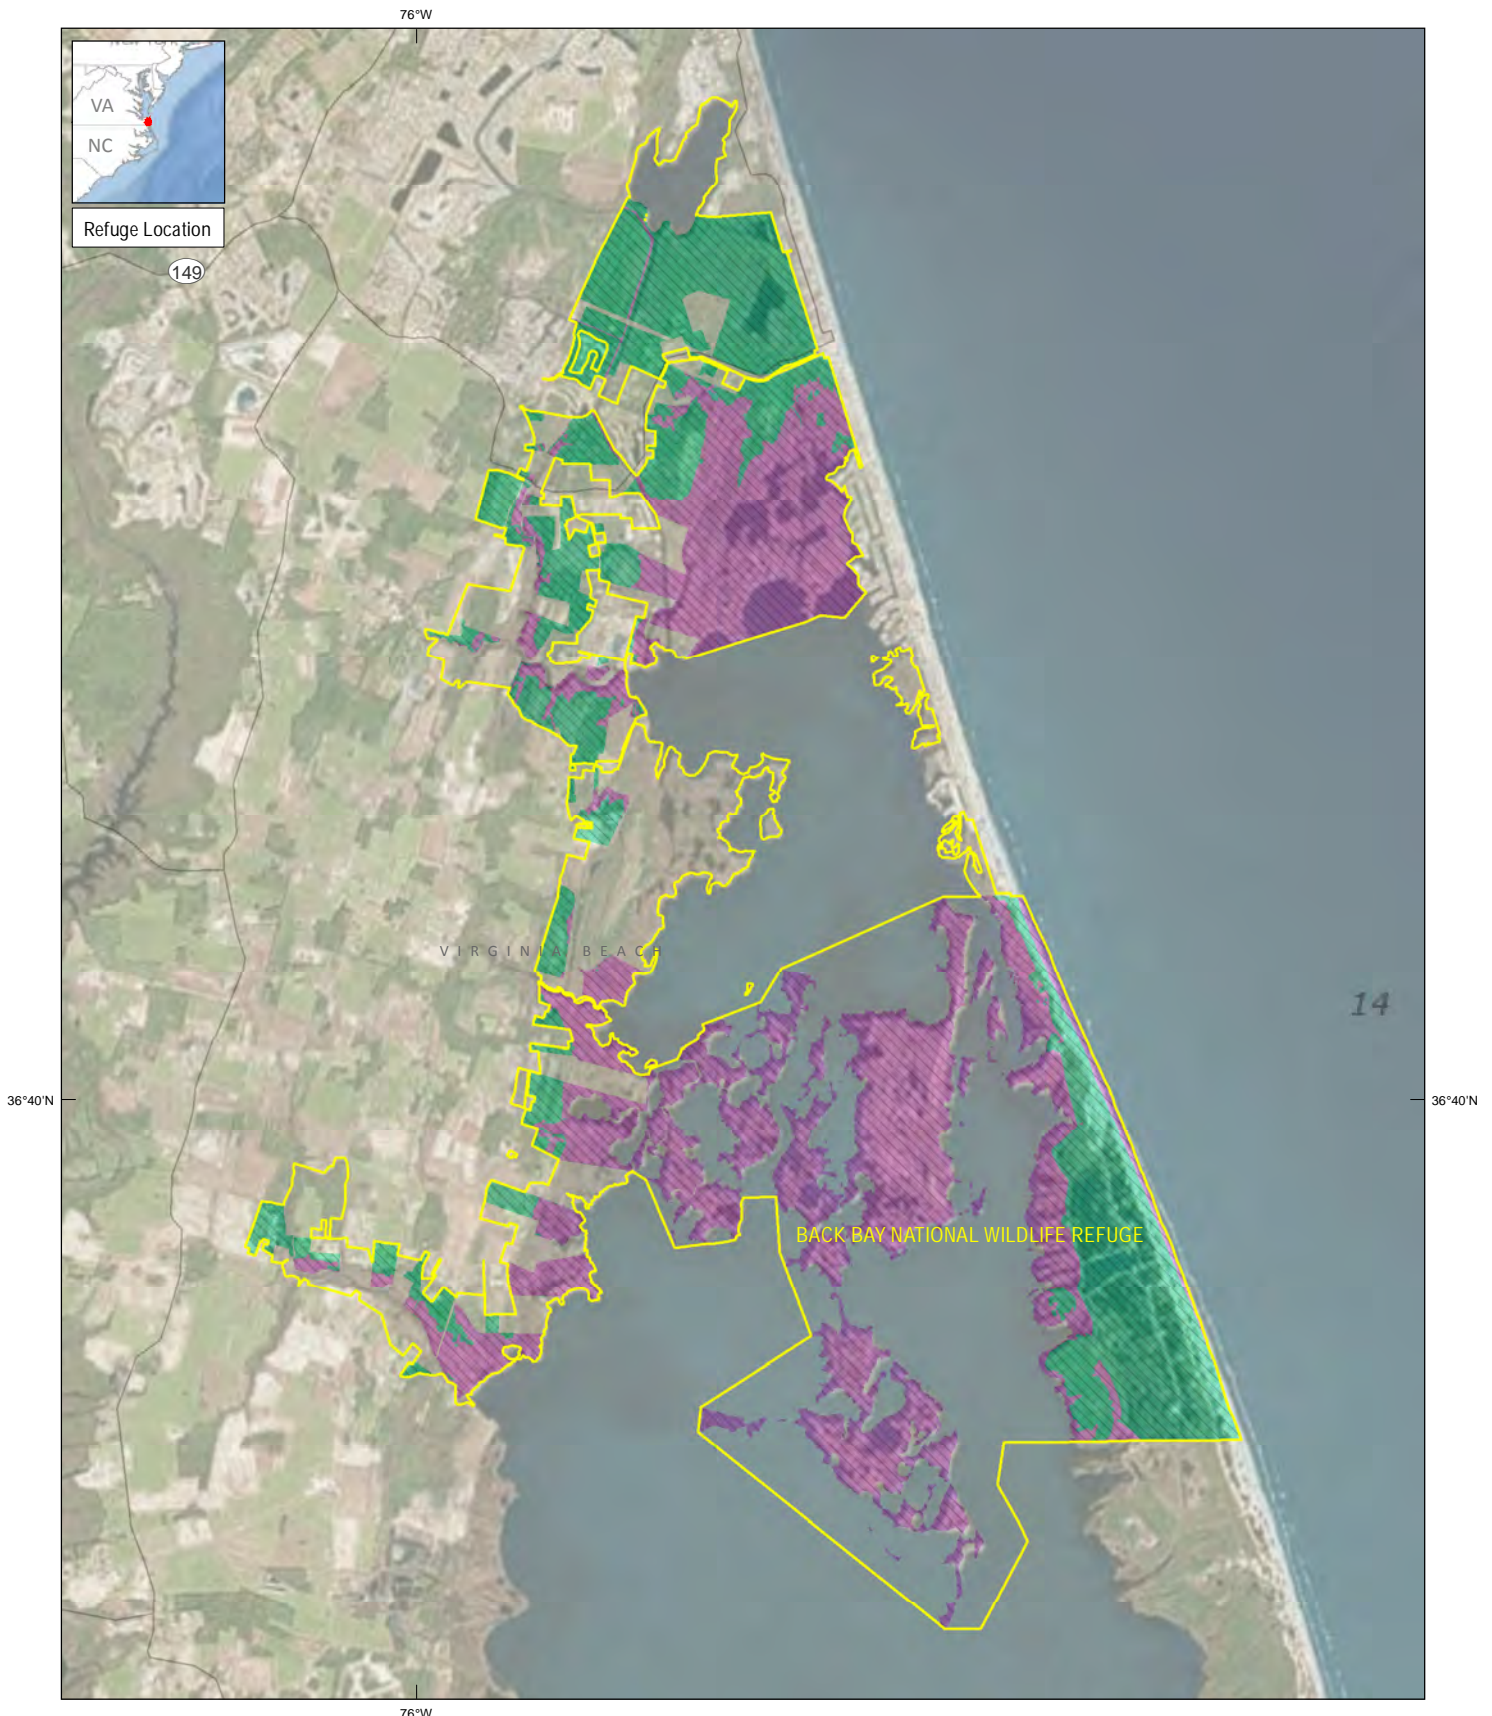 76°W
VA
NC
Refuge Location
149
VIRGINIA BEACH
14
36°40'N
36°40'N
BACK BAY NATIONAL WILDLIFE REFUGE
76°W